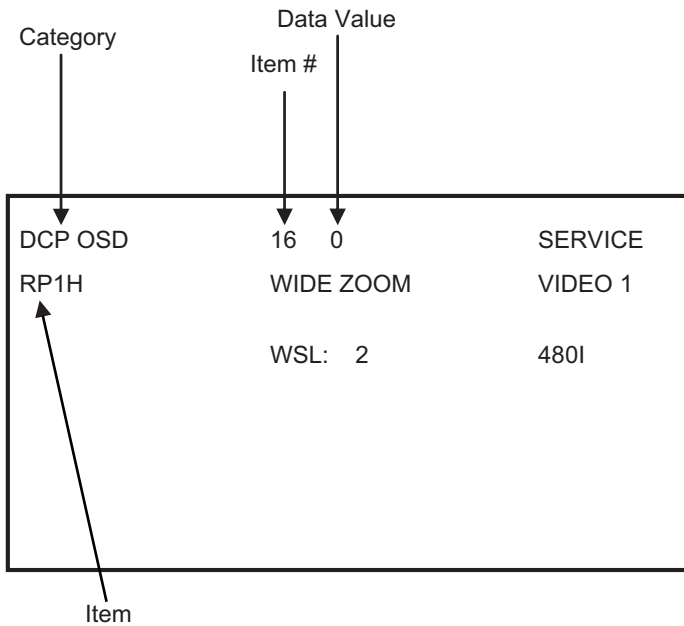 Data Value
Category
Item #
DCP OSD 16 0 SERVICE
RP1H WIDE ZOOM VIDEO 1
WSL: 2 480I
Item